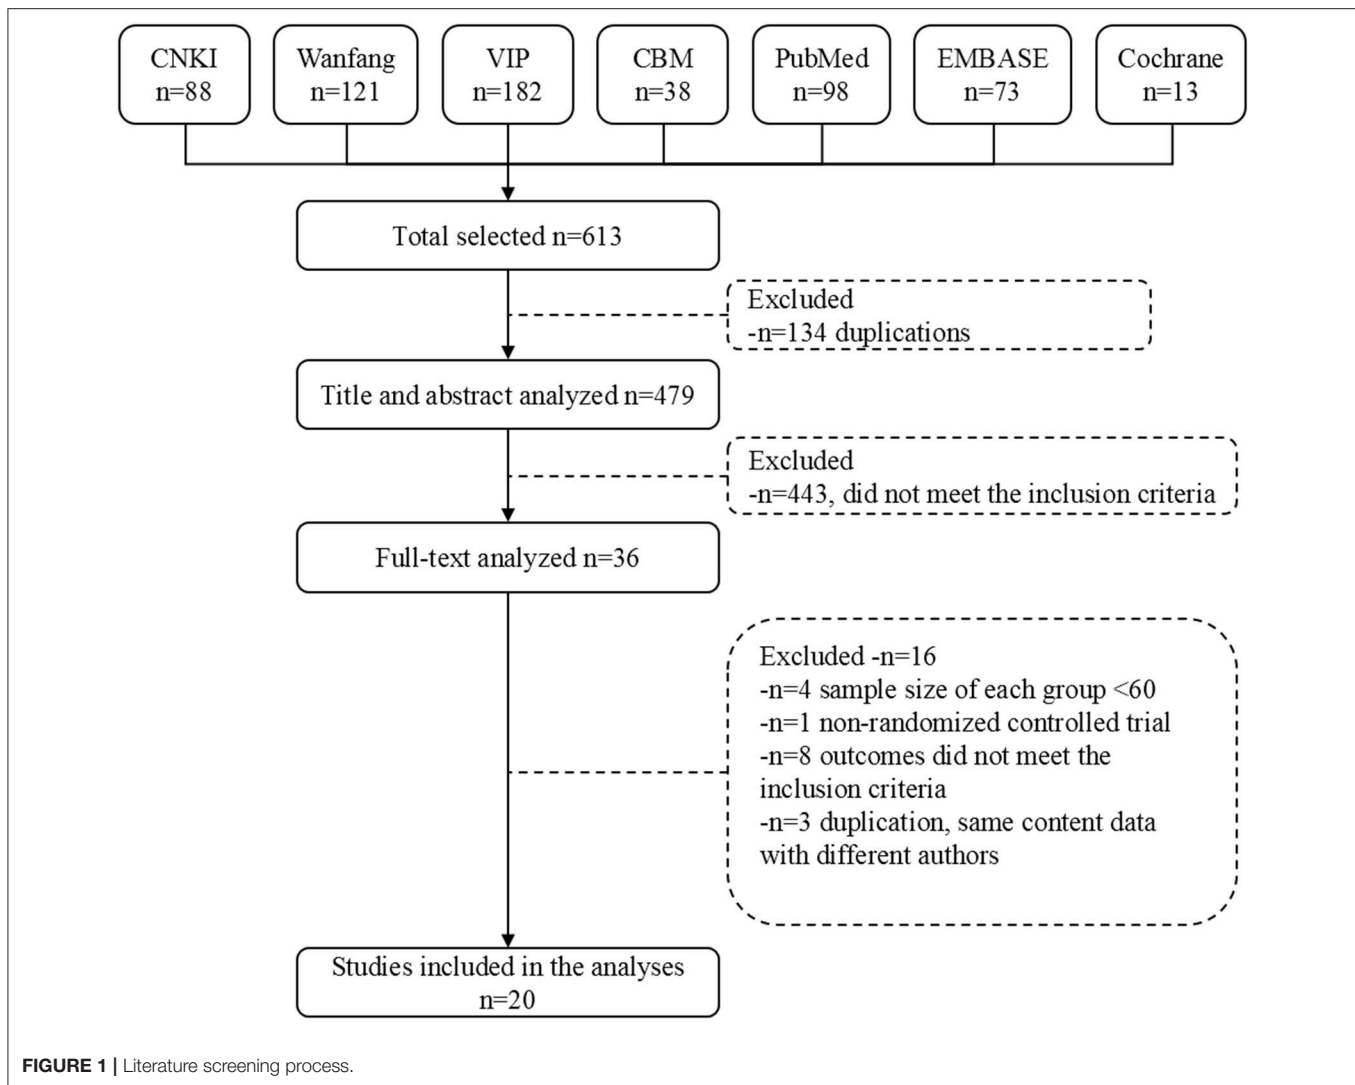 CNKI
n=88
Wanfang
n=121
VIP
n=182
CBM
n=38
PubMed
n=98
EMBASE
n=73
Cochrane
n=13
Total selected n=613
Excluded
-n=134 duplications
Title and abstract analyzed n=479
Excluded
-n=443, did not meet the inclusion criteria
Full-text analyzed n=36
Excluded -n=16
-n=4 sample size of each group <60
-n=1 non-randomized controlled trial
-n=8 outcomes did not meet the
inclusion criteria
-n=3 duplication, same content data
with different authors
Studies included in the analyses
n=20
FIGURE 1 | Literature screening process.